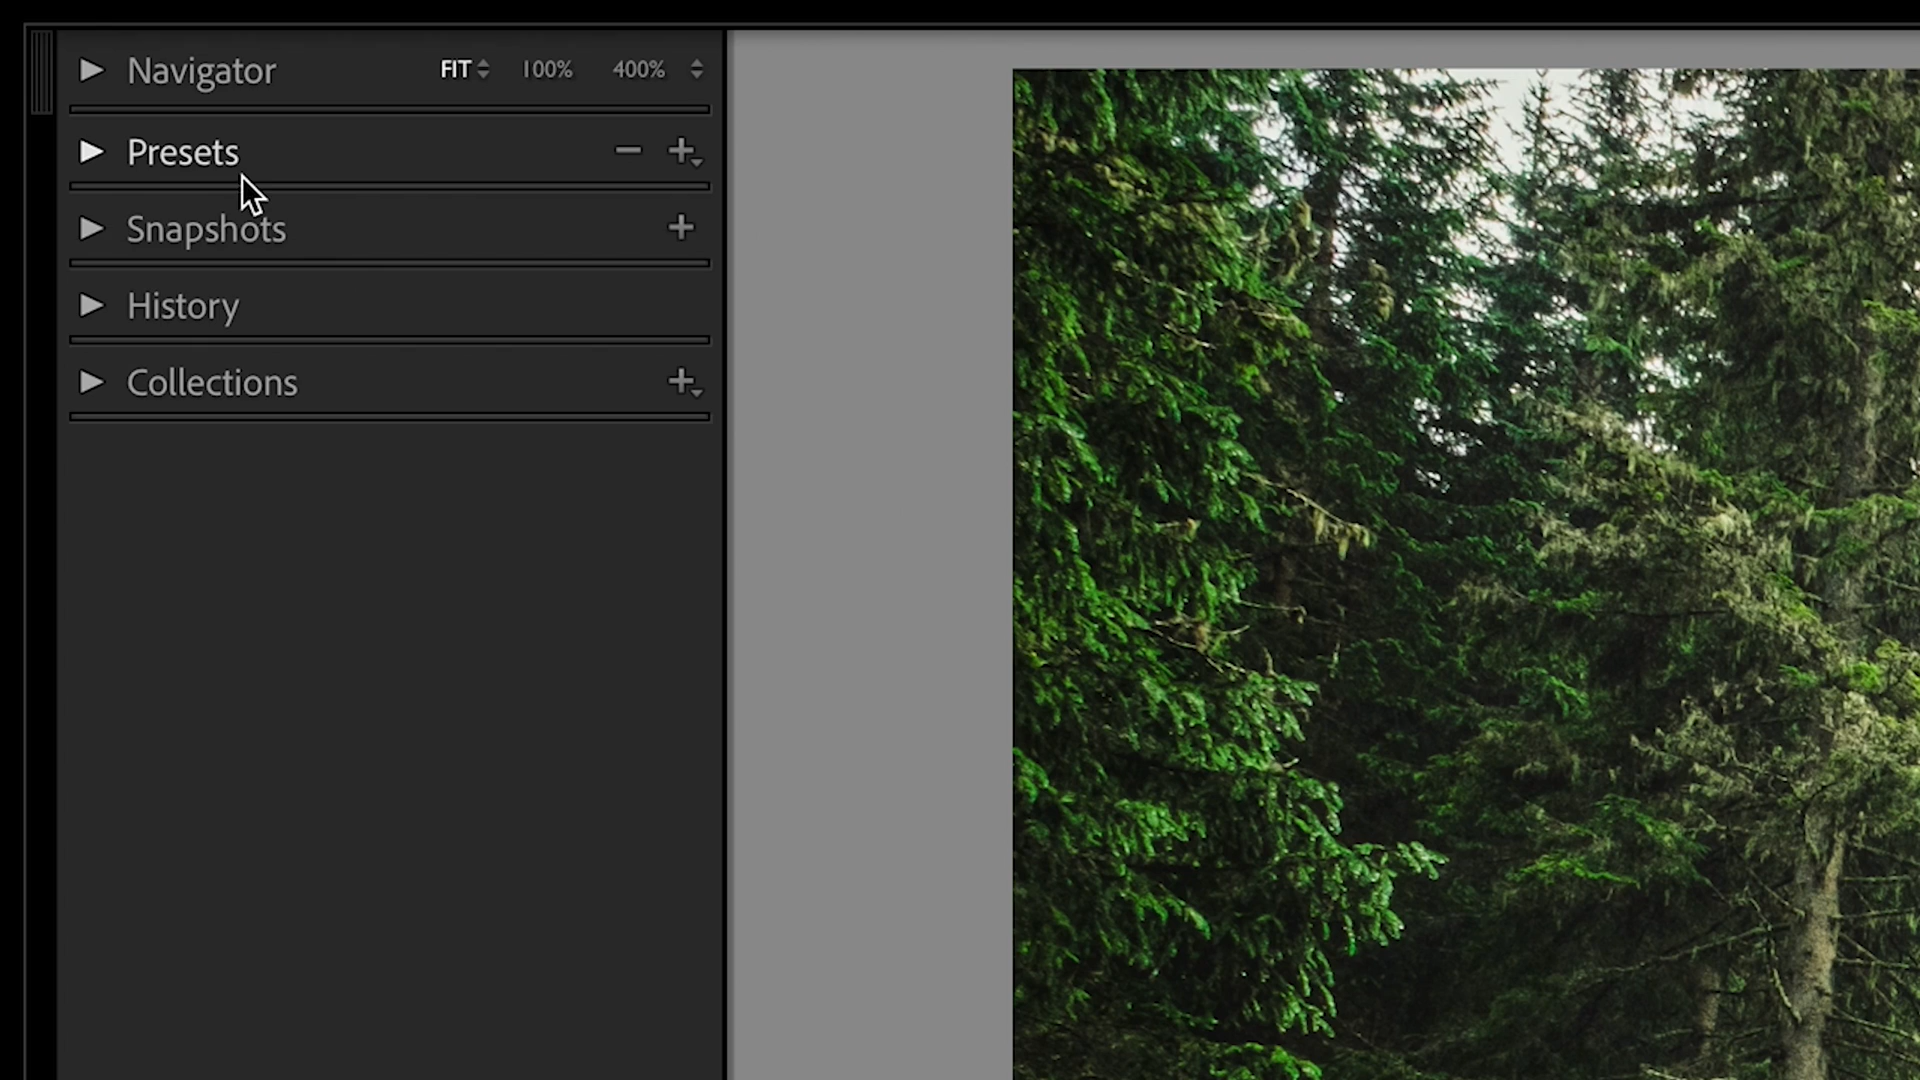 Navigator FIT 100% 400%
Presets
Snapshots
History
Collections